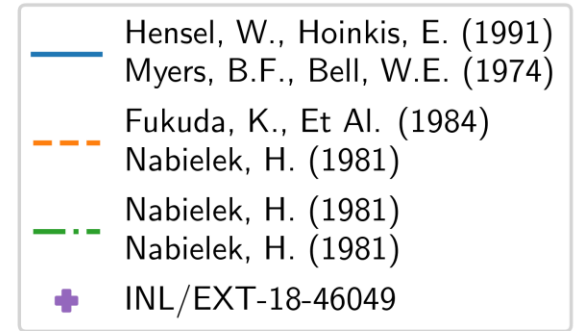 Hensel, W., Hoinkis, E. (1991)
Myers, B.F., Bell, W.E. (1974)
Fukuda, K., Et Al. (1984)
Nabielek, H. (1981)
Nabielek, H. (1981)
Nabielek, H. (1981)
INL/EXT-18-46049